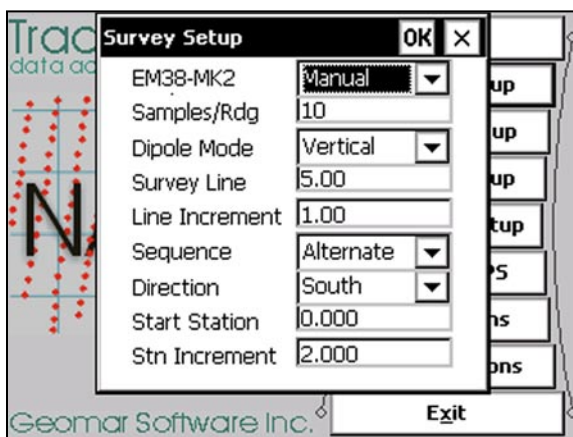 Trac
data ac
Survey Setup OK ×
EM38-MK2 Manual
Samples/Rdg 10
Dipole Mode Vertical
Survey Line 5.00
Line Increment 1.00
Sequence Alternate
Direction South
Start Station 0.000
Stn Increment 2.000
up
up
up
tup
PS
ns
ons
Exit
Geomar Software Inc.